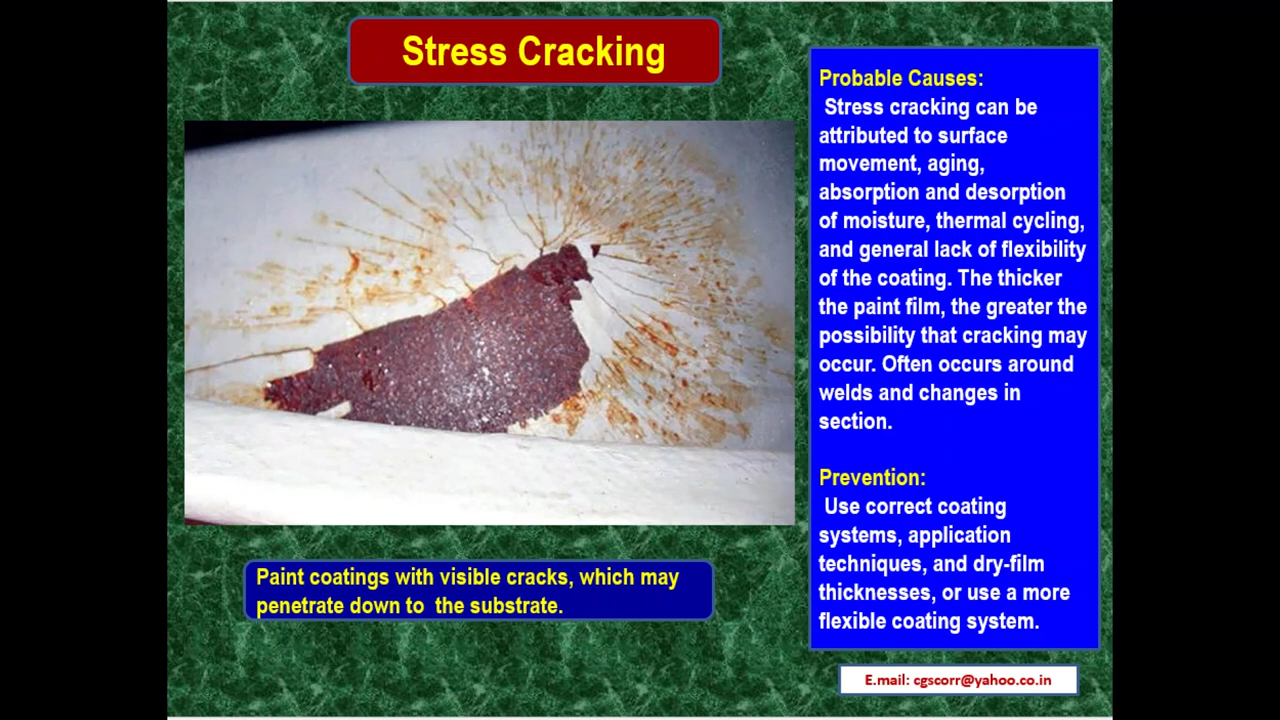 Stress Cracking
Probable Causes:
Stress cracking can be
attributed to surface
movement, aging,
absorption and desorption
of moisture, thermal cycling,
and general lack of flexibility
of the coating. The thicker
the paint film, the greater the
possibility that cracking may
occur. Often occurs around
welds and changes in
section.
Prevention:
Use correct coating
systems, application
techniques, and dry-film
thicknesses, or use a more
flexible coating system.
Paint coatings with visible cracks, which may
penetrate down to the substrate.
E.mail: cgscorr@yahoo.co.in